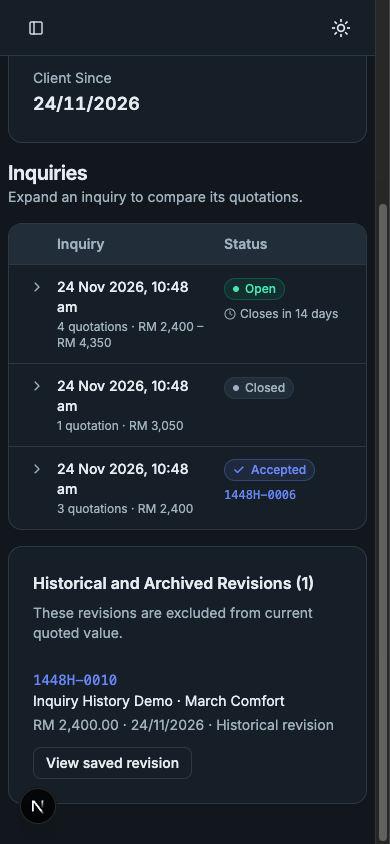 Client Since
24/11/2026
Inquiries
Expand an inquiry to compare its quotations.
Inquiry Status
24 Nov 2026, 10:48
am
4 quotations · RM 2,400 –
RM 4,350
Open
Closes in 14 days
24 Nov 2026, 10:48
am
1 quotation · RM 3,050
Closed
24 Nov 2026, 10:48
am
3 quotations · RM 2,400
Accepted
1448H-0006
Historical and Archived Revisions (1)
These revisions are excluded from current
quoted value.
1448H-0010
Inquiry History Demo · March Comfort
RM 2,400.00 · 24/11/2026 · Historical revision
View saved revision
N